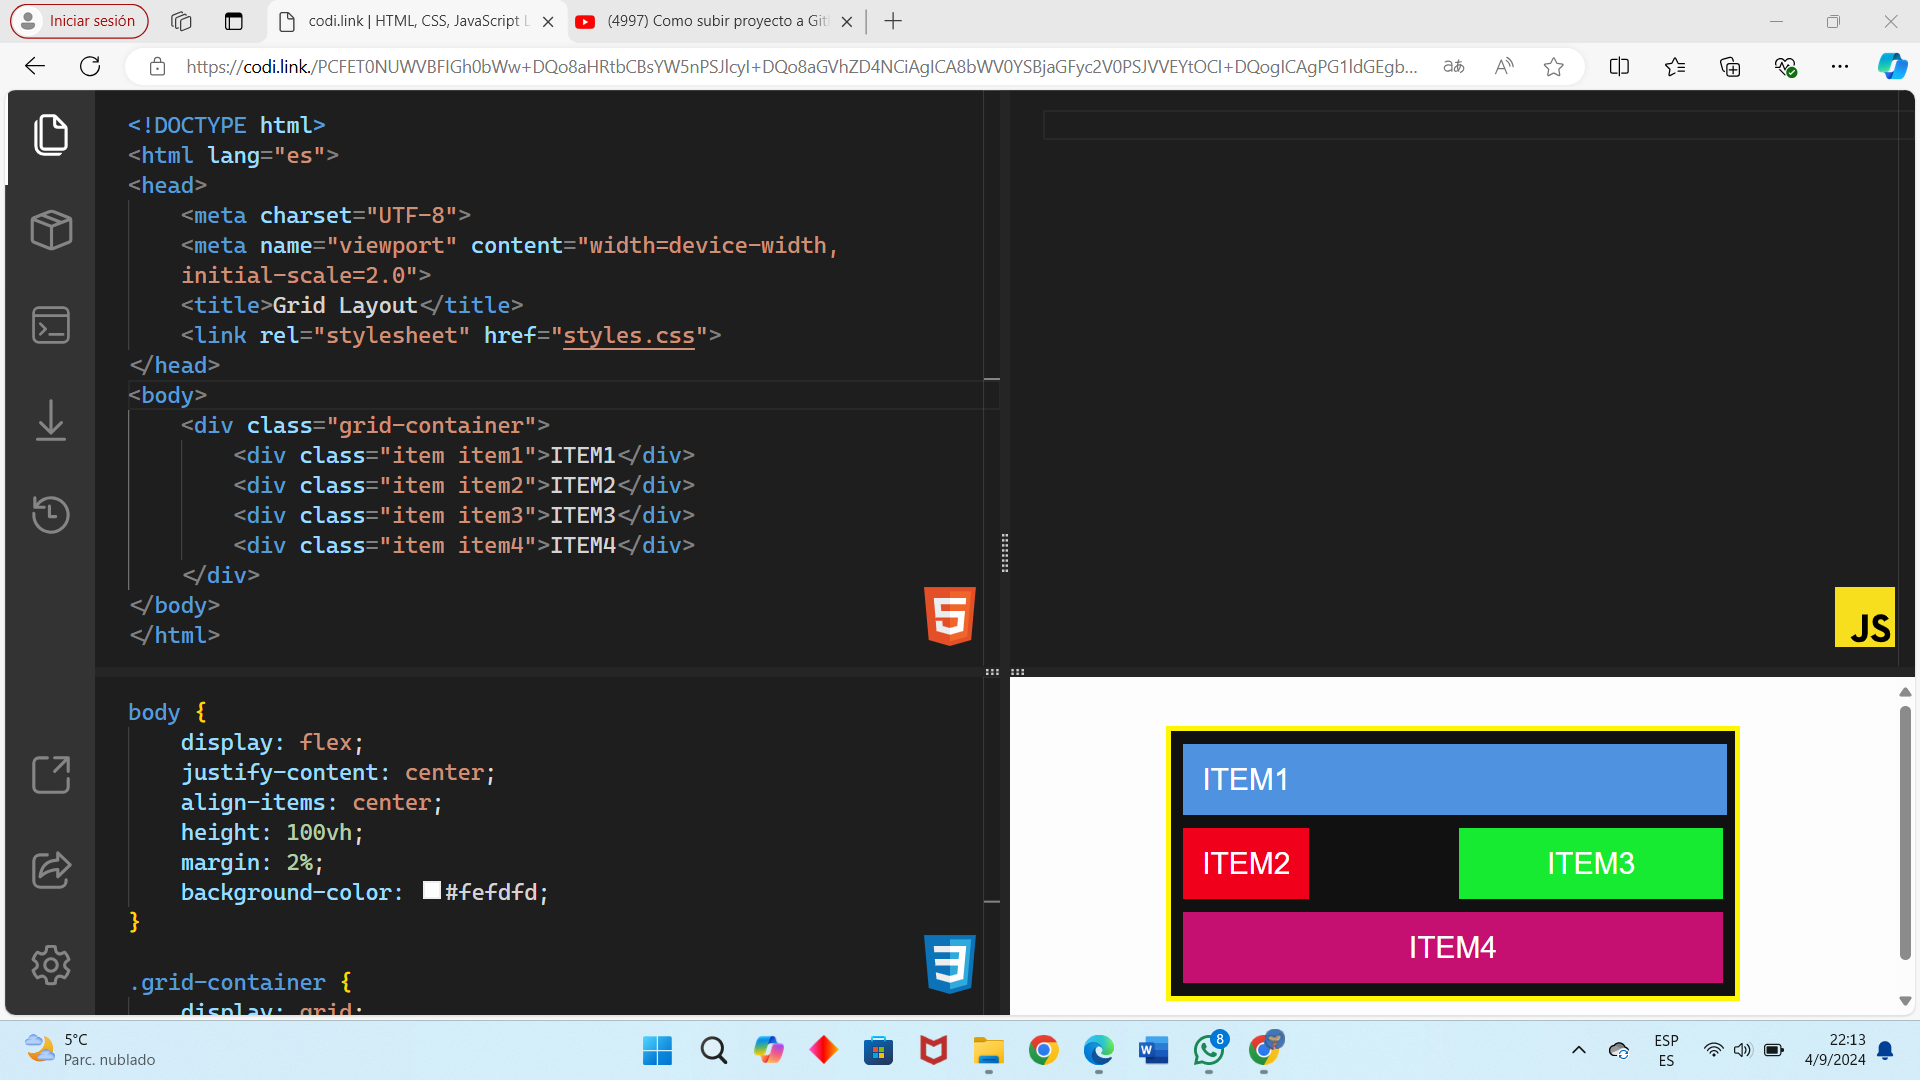 Iniciar sesión
codi.link | HTML, CSS, JavaScript L
(4997) Como subir proyecto a Git
https://codi.link./PCFET0NUWVBFIGh0bWw+DQo8aHRtbCBsYW5nPSJlcyI+DQo8aGVhZD4NCiAgICA8bWV0YSBjaGFyc2V0PSJVVEYtOCI+DQogICAgPG1ldGEgb...
<!DOCTYPE html>
<html lang="es">
<head>
<meta charset="UTF-8">
<meta name="viewport" content="width=device-width,
initial-scale=2.0">
<title>Grid Layout</title>
<link rel="stylesheet" href="styles.css">
</head>
<body>
<div class="grid-container">
<div class="item item1">ITEM1</div>
<div class="item item2">ITEM2</div>
<div class="item item3">ITEM3</div>
<div class="item item4">ITEM4</div>
</div>
</body>
</html>
JS
body {
display: flex;
justify-content: center;
align-items: center;
height: 100vh;
margin: 2%;
background-color: #fefdfd;
}
.grid-container {
display: grid;
ITEM1
ITEM2
ITEM3
ITEM4
5°C
Parc. nublado
8
ESP
ES
22:13
4/9/2024